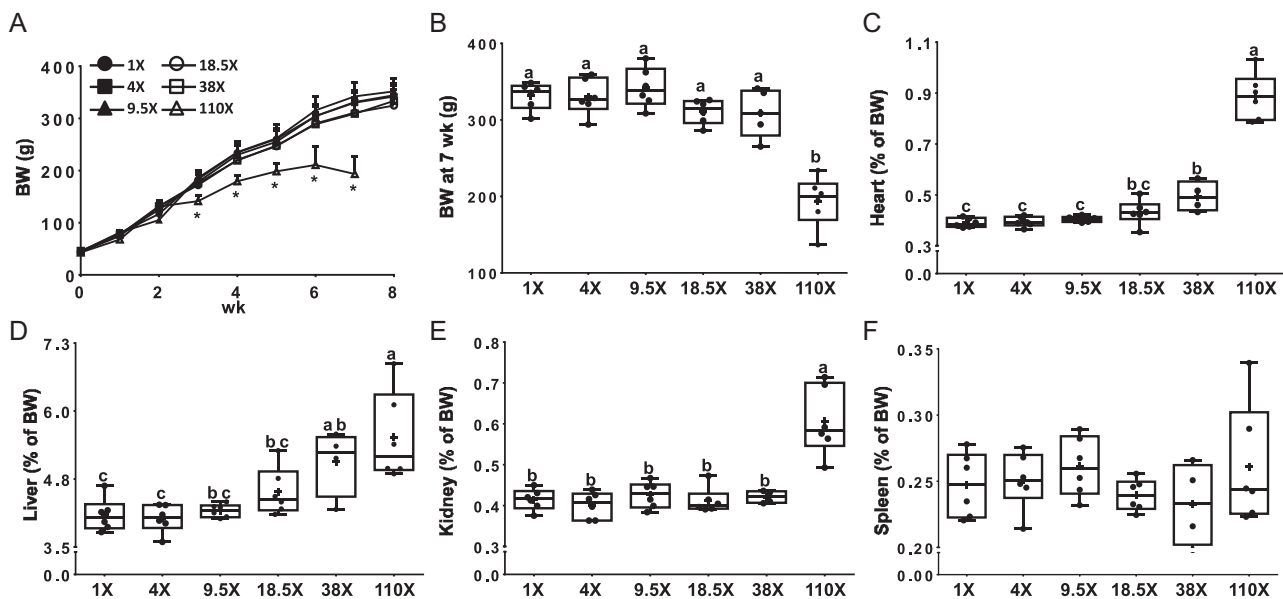 A
1X 18.5X
4X 38X
9.5X 110X
BW (g)
500
400
300
200
100
0
* * * * *
0 2 4 6 8
wk
B
BW at 7 wk (g)
400
300
200
100
a a a a a b
1X 4X 9.5X 18.5X 38X 110X
C
Heart (% of BW)
1.1
0.9
0.7
0.5
0.3
0.0
c c c b c b a
1X 4X 9.5X 18.5X 38X 110X
D
Liver (% of BW)
7.3
6.0
4.8
3.5
0.0
c c b c b c a b a
1X 4X 9.5X 18.5X 38X 110X
E
Kidney (% of BW)
0.8
0.7
0.6
0.5
0.4
0.3
0.0
b b b b b a
1X 4X 9.5X 18.5X 38X 110X
F
Spleen (% of BW)
0.35
0.30
0.25
0.20
0.00
1X 4X 9.5X 18.5X 38X 110X